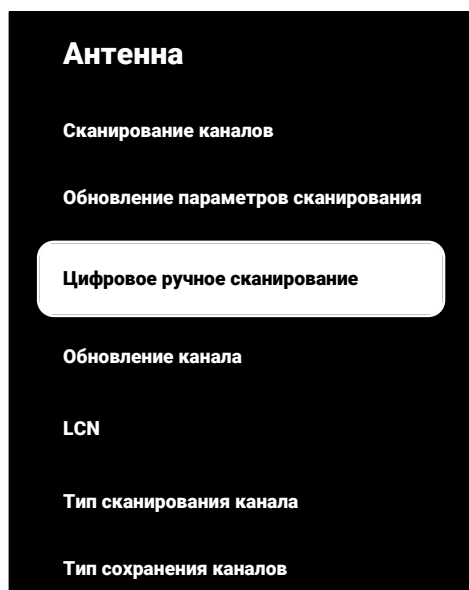 Антенна
Сканирование каналов
Обновление параметров сканирования
Цифровое ручное сканирование
Обновление канала
LCN
Тип сканирования канала
Тип сохранения каналов